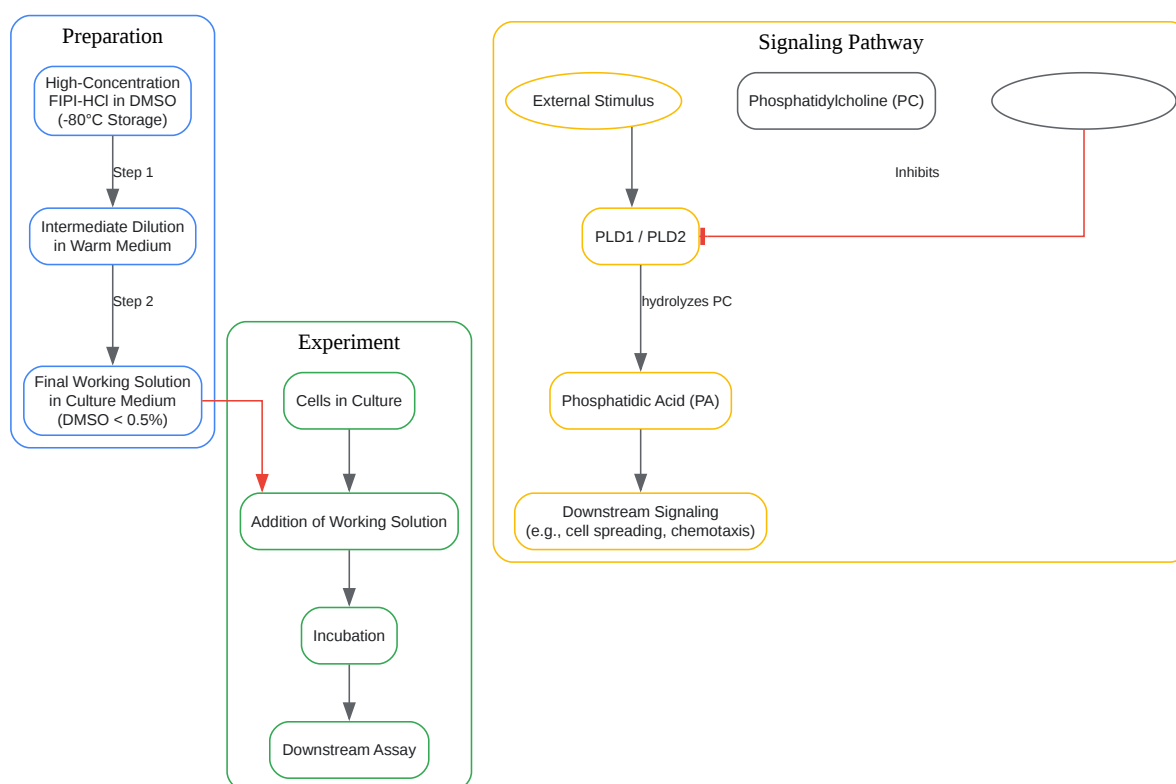 Preparation
High-Concentration
FIPI-HCl in DMSO
(-80°C Storage)
Step 1
Intermediate Dilution
in Warm Medium
Step 2
Final Working Solution
in Culture Medium
(DMSO < 0.5%)
Experiment
Cells in Culture
Addition of Working Solution
Incubation
Downstream Assay
Signaling Pathway
External Stimulus
Phosphatidylcholine (PC)
Inhibits
PLD1 / PLD2
hydrolyzes PC
Phosphatidic Acid (PA)
Downstream Signaling
(e.g., cell spreading, chemotaxis)